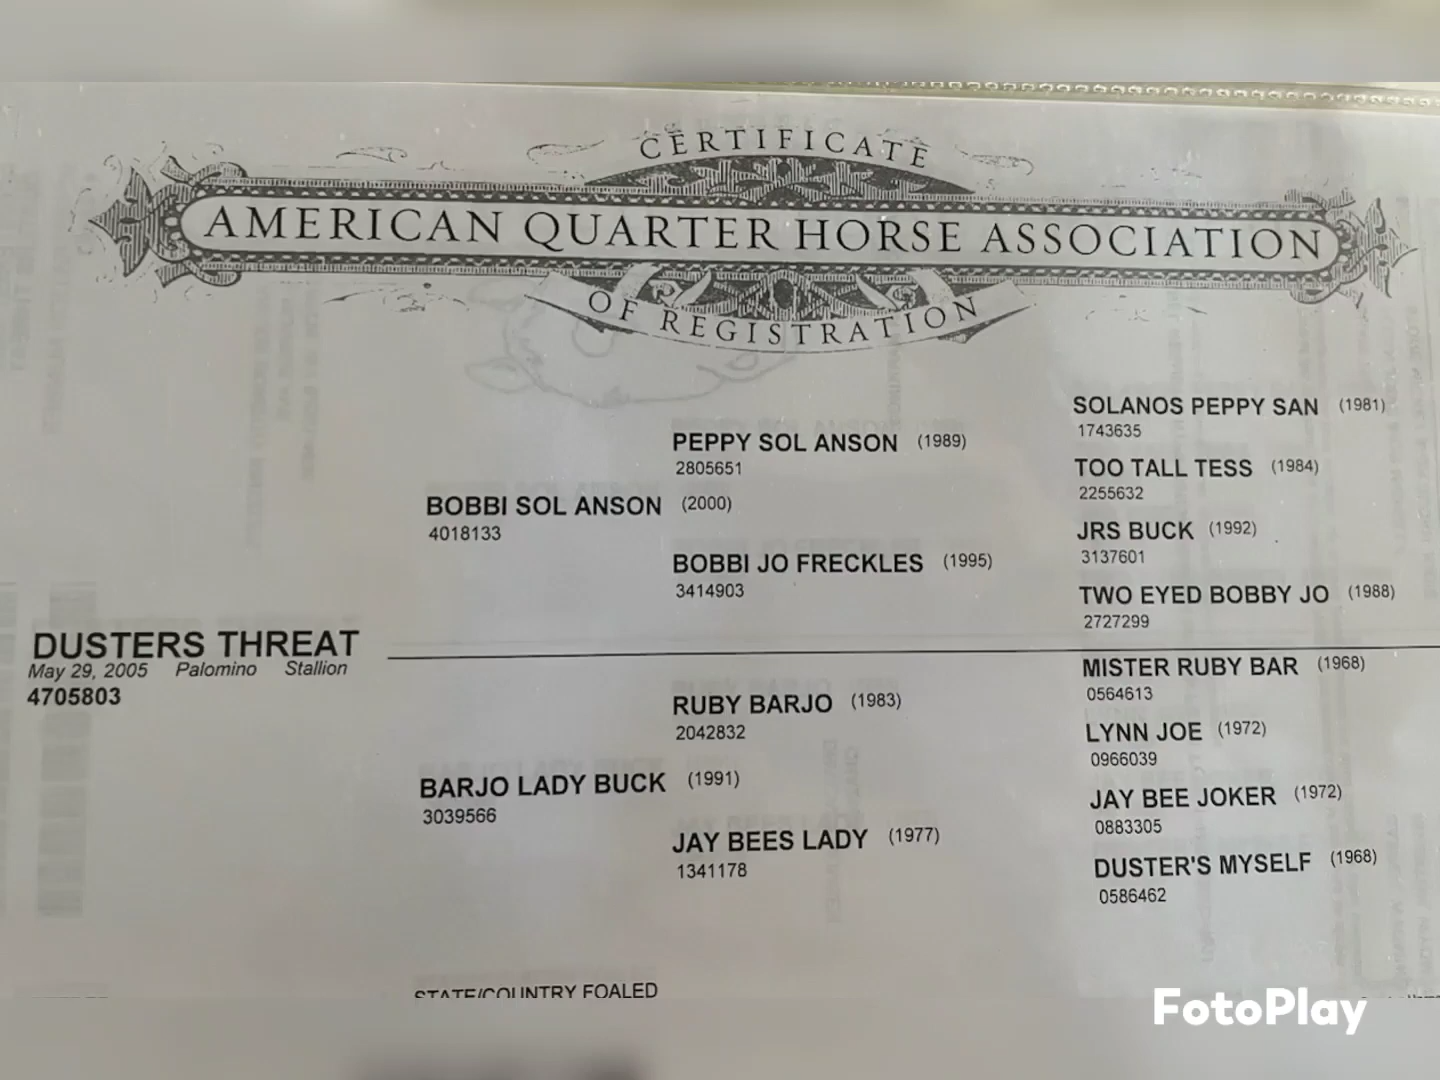 CERTIFICATE
AMERICAN QUARTER HORSE ASSOCIATION
OF REGISTRATION
SOLANOS PEPPY SAN (1981)
1743635
PEPPY SOL ANSON (1989)
2805651
TOO TALL TESS (1984)
2255632
BOBBI SOL ANSON (2000)
4018133
JRS BUCK (1992)
3137601
BOBBI JO FRECKLES (1995)
3414903
TWO EYED BOBBY JO (1988)
2727299
DUSTERS THREAT
May 29, 2005 Palomino Stallion
4705803
MISTER RUBY BAR (1968)
0564613
RUBY BARJO (1983)
2042832
LYNN JOE (1972)
0966039
BARJO LADY BUCK (1991)
3039566
JAY BEE JOKER (1972)
0883305
JAY BEES LADY (1977)
1341178
DUSTER'S MYSELF (1968)
0586462
STATE/COUNTRY FOALED
FotoPlay